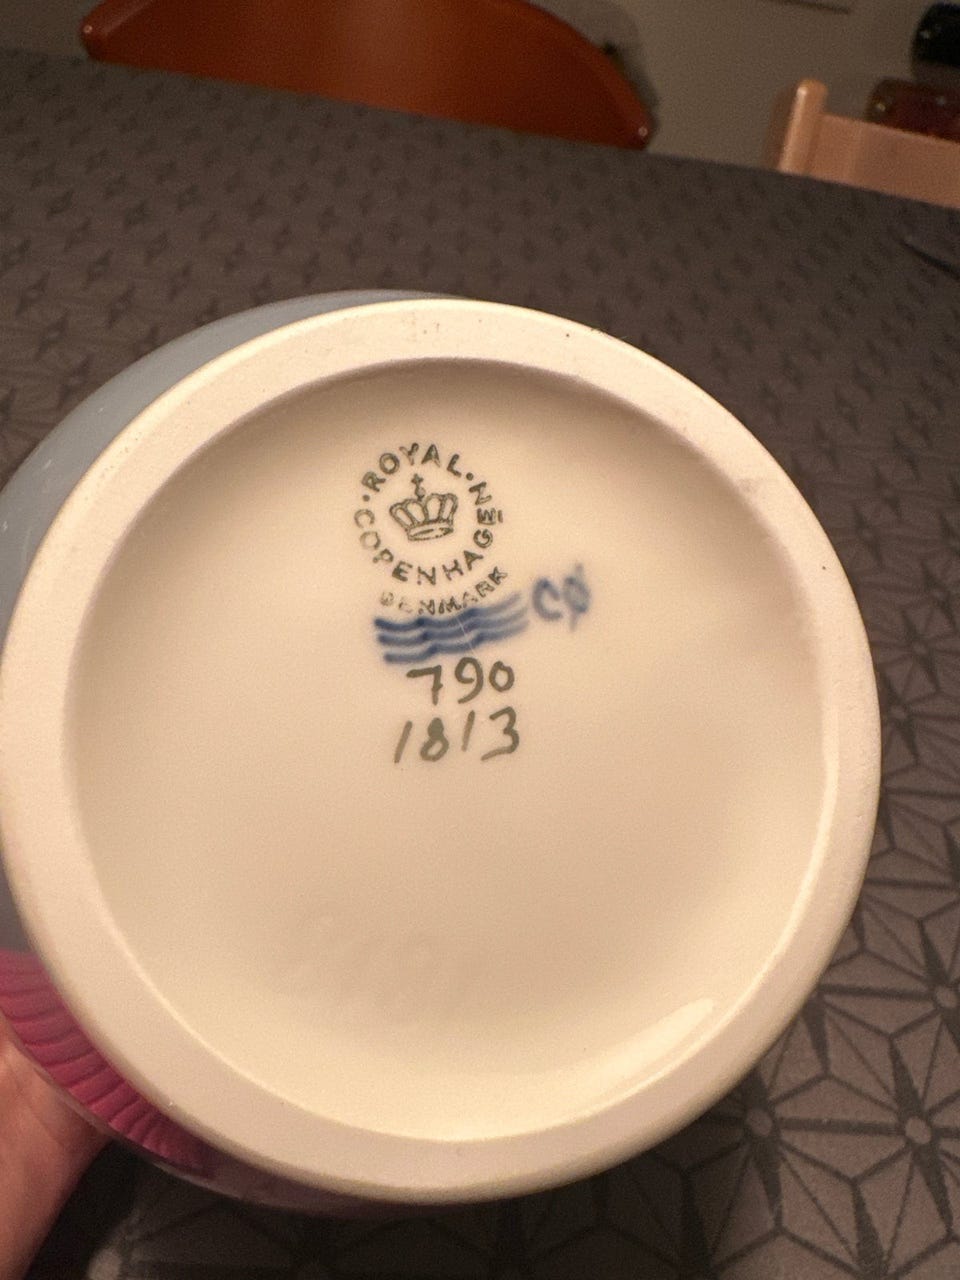 ROYAL
COPENHAGEN
DENMARK
CØ
790
1813